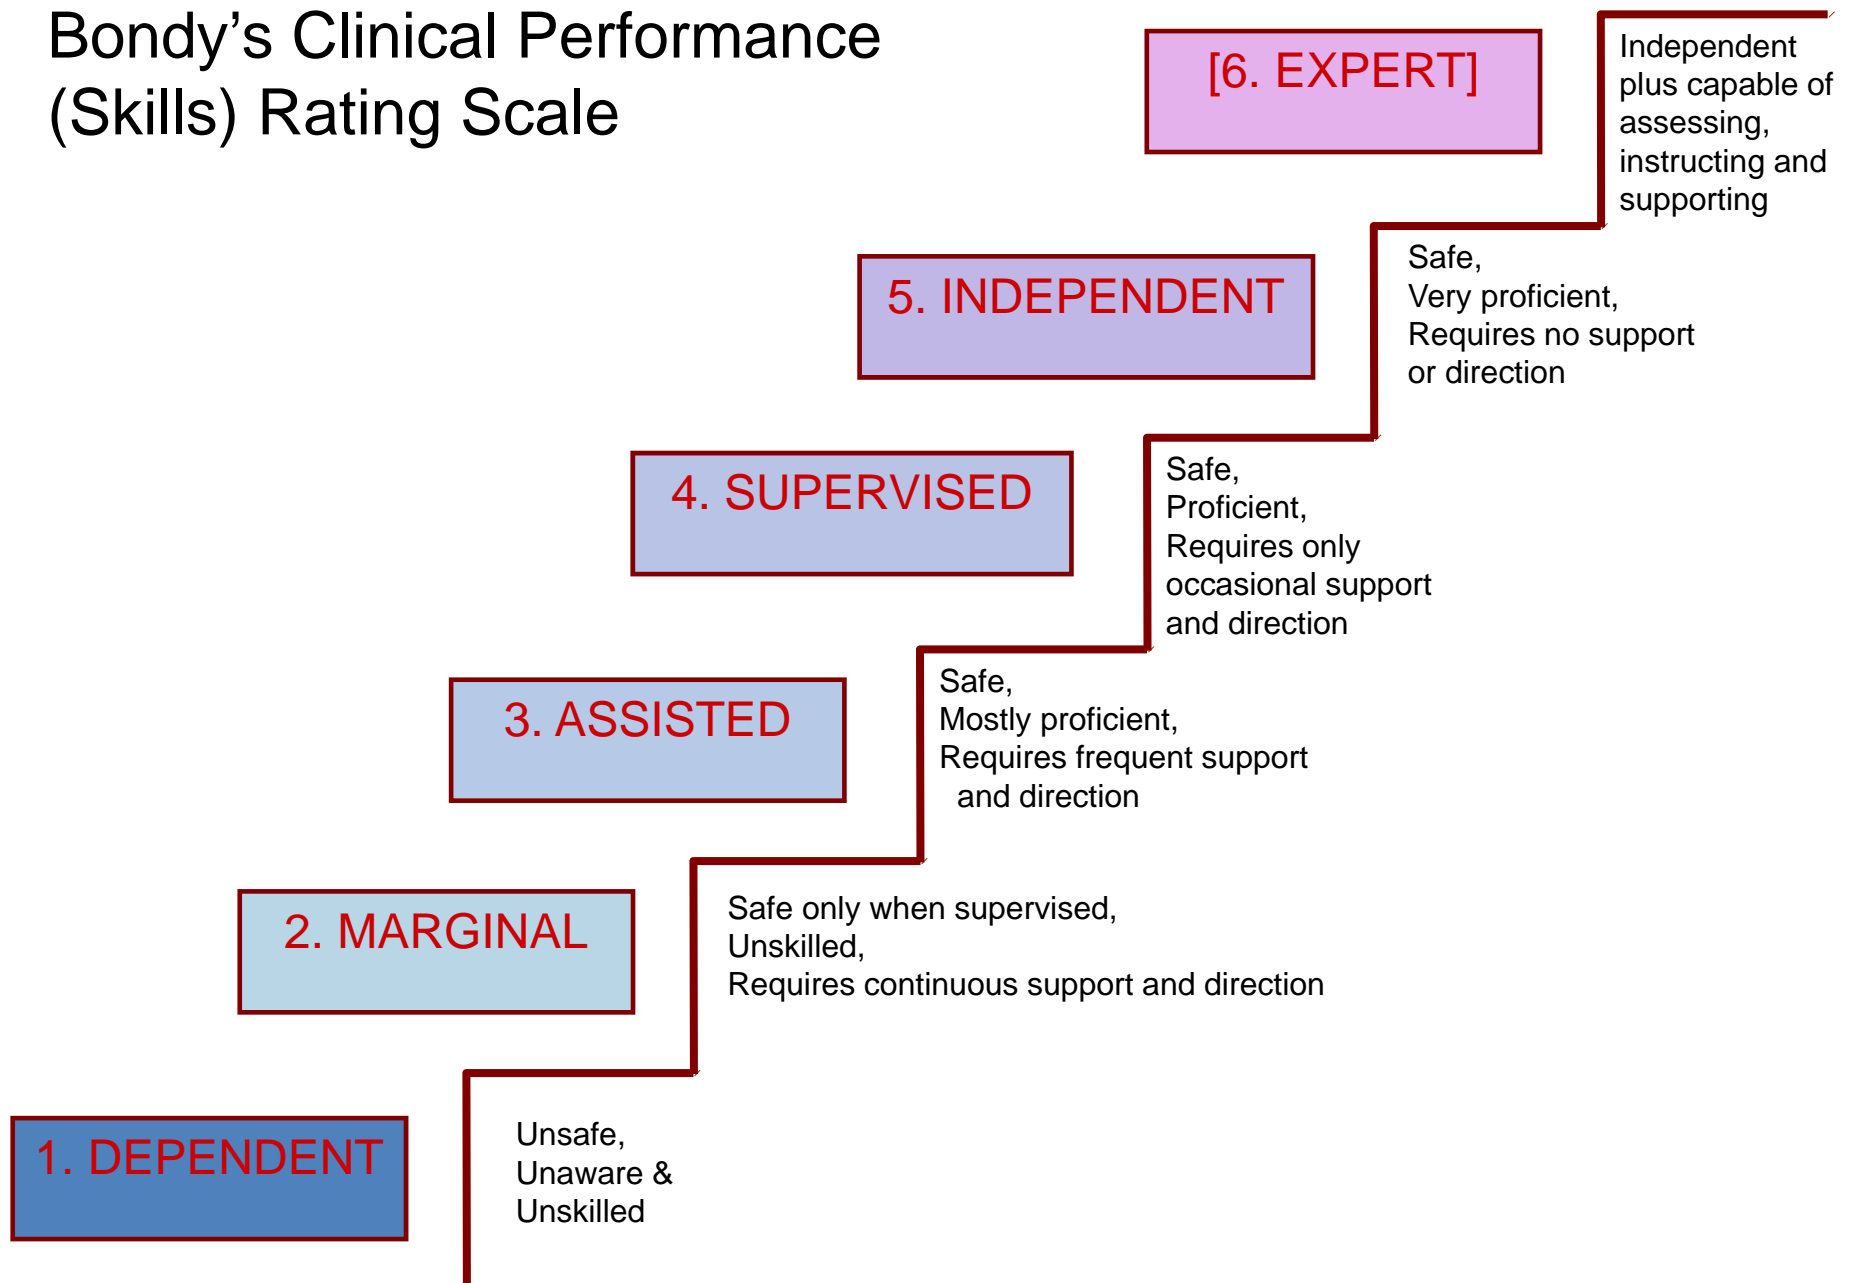 Bondy’s Clinical Performance
(Skills) Rating Scale
[6. EXPERT]
Independent
plus capable of
assessing,
instructing and
supporting
5. INDEPENDENT
Safe,
Very proficient,
Requires no support
or direction
4. SUPERVISED
Safe,
Proficient,
Requires only
occasional support
and direction
3. ASSISTED
Safe,
Mostly proficient,
Requires frequent support
and direction
2. MARGINAL
Safe only when supervised,
Unskilled,
Requires continuous support and direction
1. DEPENDENT
Unsafe,
Unaware &
Unskilled